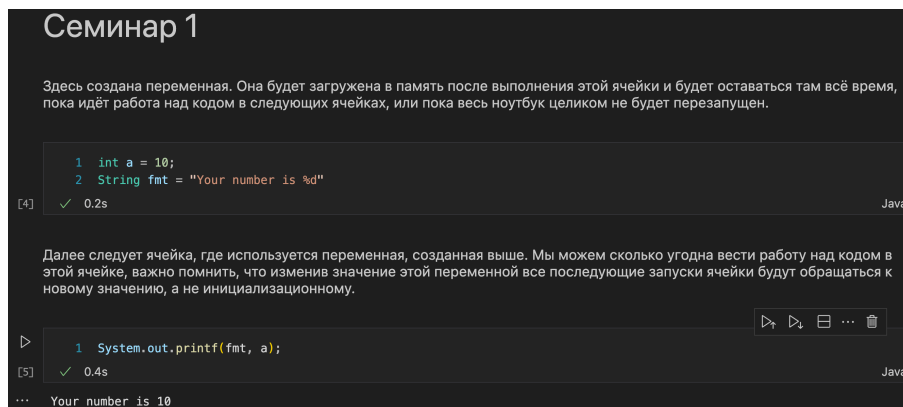 Семинар 1
Здесь создана переменная. Она будет загружена в память после выполнения этой ячейки и будет оставаться там всё время,
пока идёт работа над кодом в следующих ячейках, или пока весь ноутбук целиком не будет перезапущен.
1 int a = 10;
2 String fmt = "Your number is %d"
[4] ✓ 0.2s Java
Далее следует ячейка, где используется переменная, созданная выше. Мы можем сколько угодна вести работу над кодом в
этой ячейке, важно помнить, что изменив значение этой переменной все последующие запуски ячейки будут обращаться к
новому значению, а не инициализационному.
1 System.out.printf(fmt, a);
[5] ✓ 0.4s Java
... Your number is 10